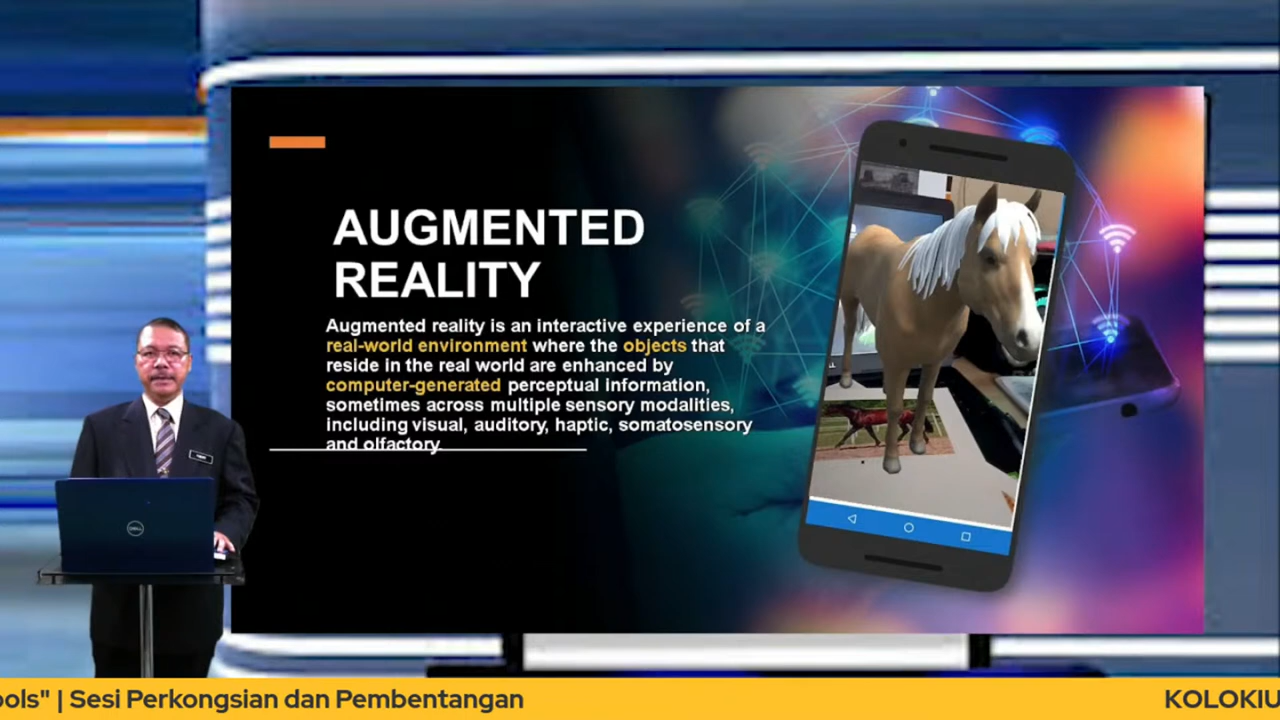 AUGMENTED
REALITY
Augmented reality is an interactive experience of a
real-world environment where the objects that
reside in the real world are enhanced by
computer-generated perceptual information,
sometimes across multiple sensory modalities,
including visual, auditory, haptic, somatosensory
and olfactory.
DELL
ools" | Sesi Perkongsian dan Pembentangan
KOLOKIU